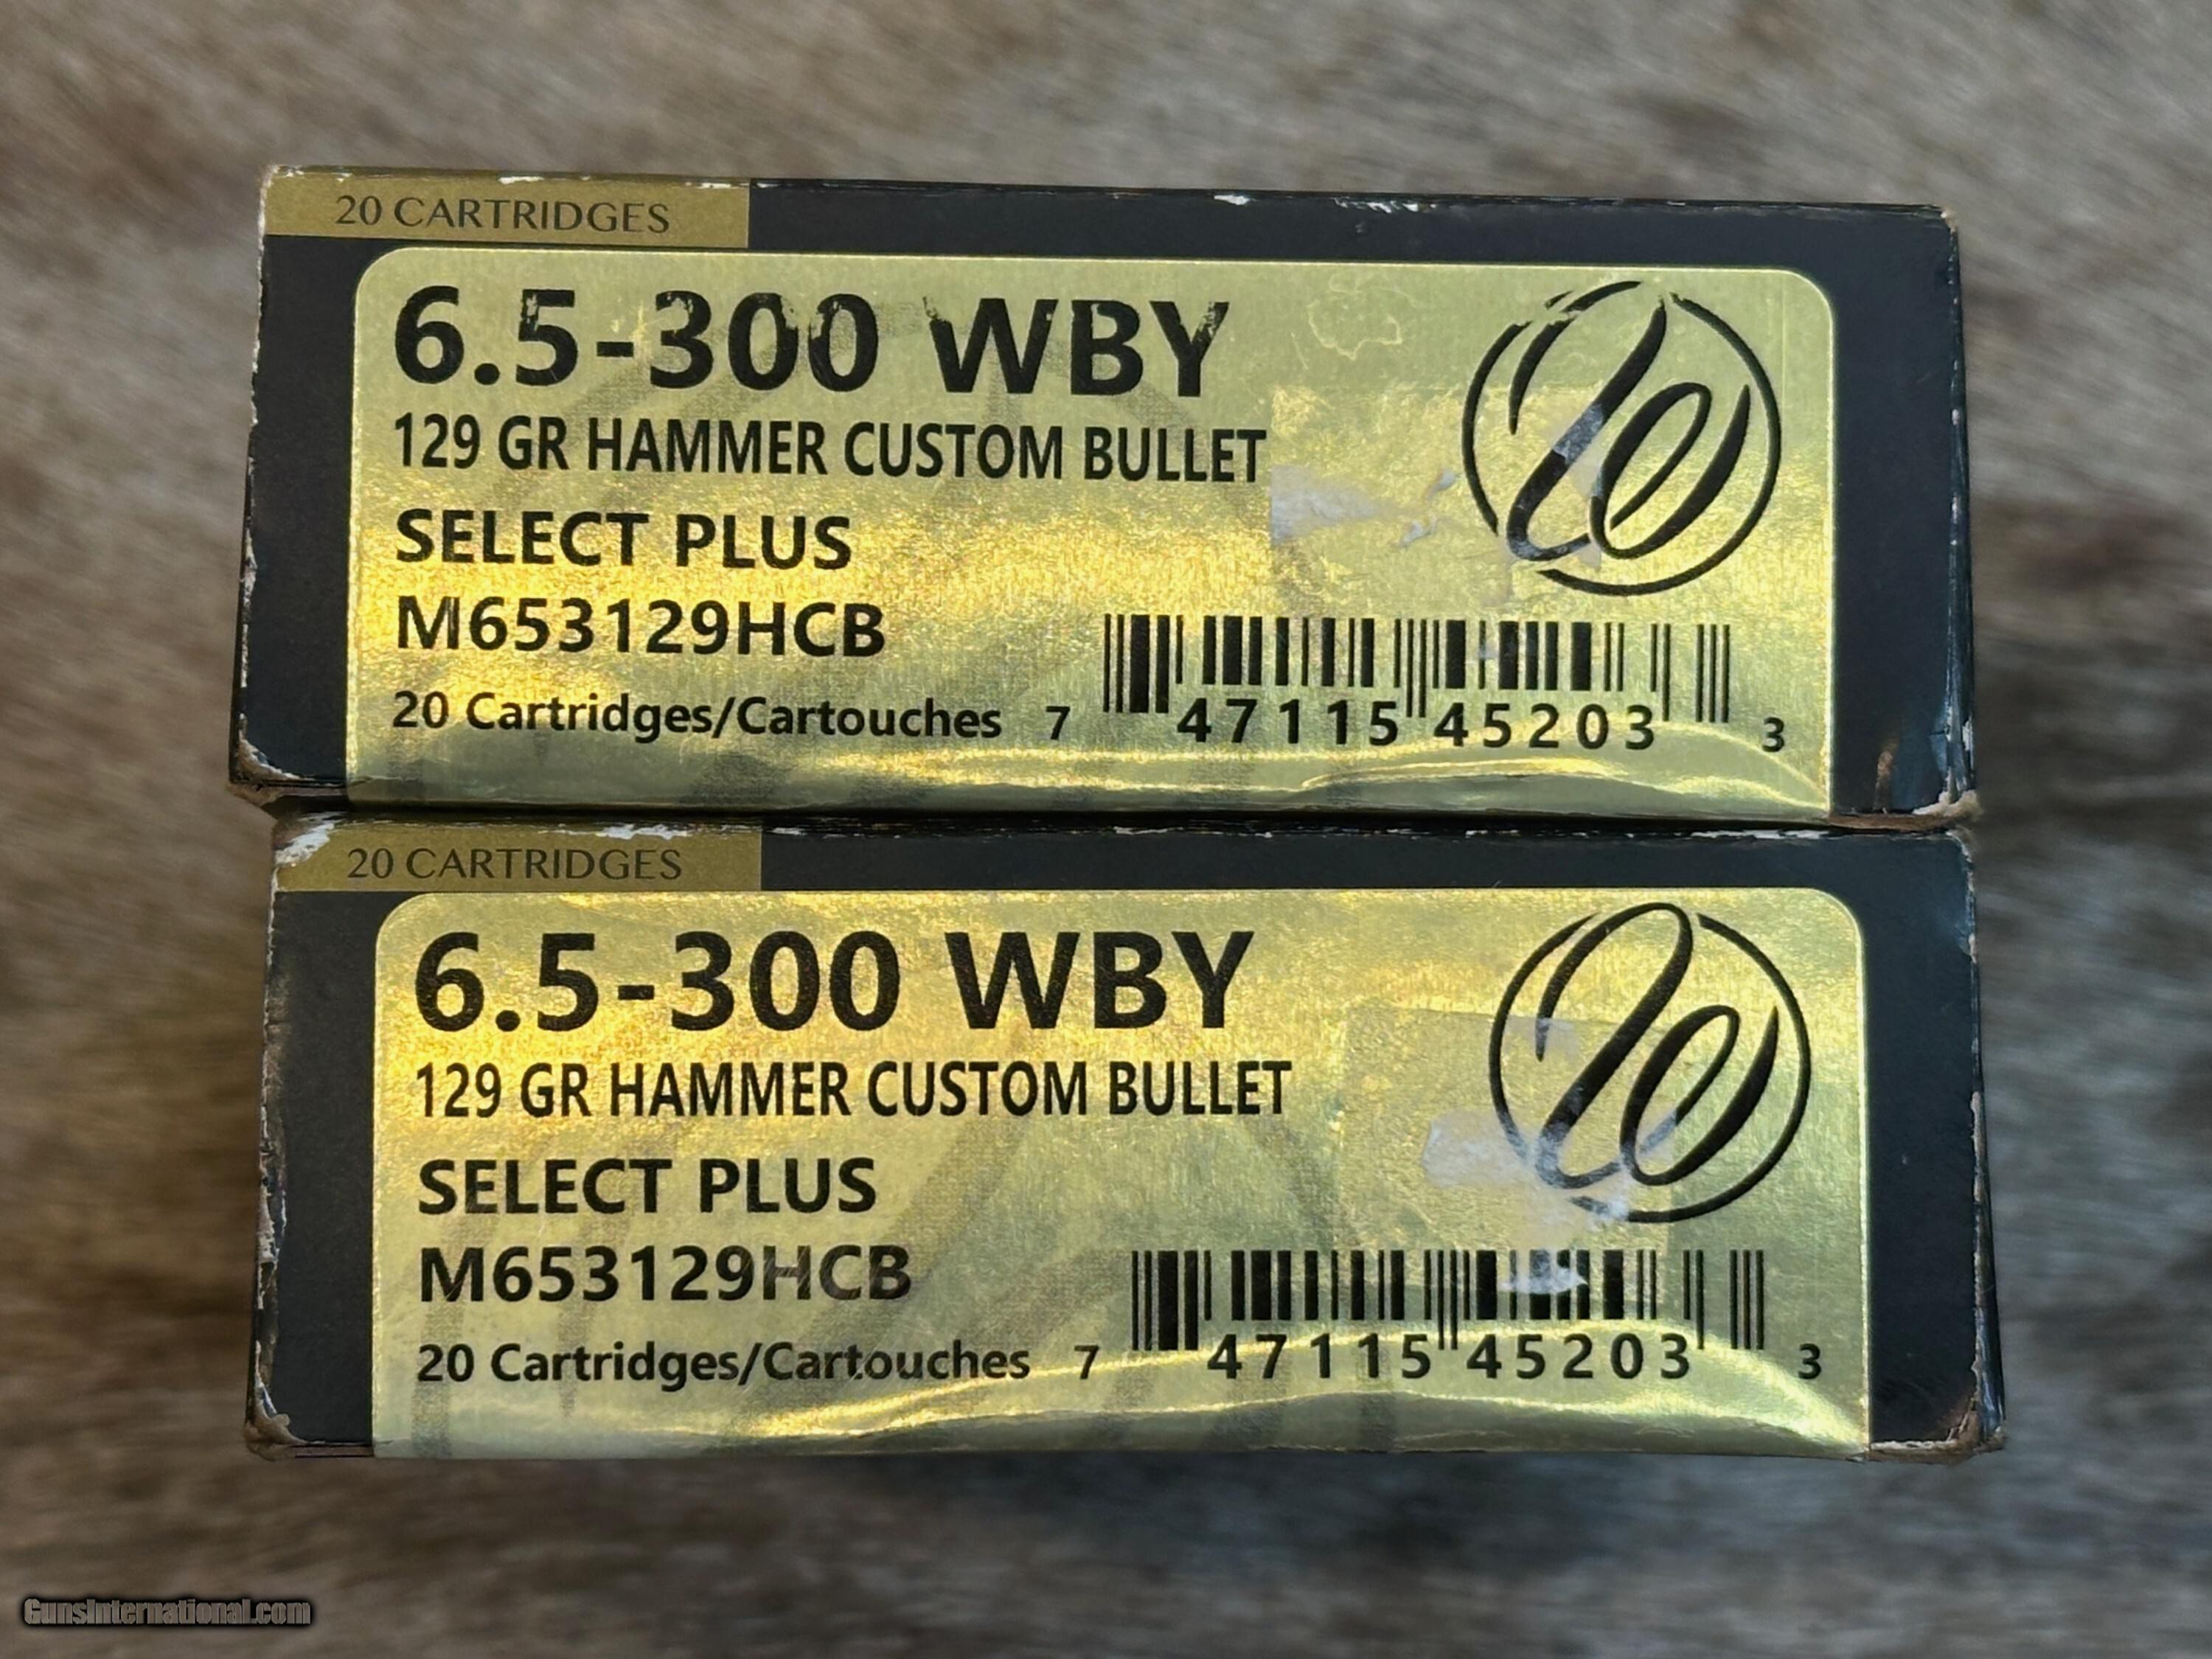 20 CARTRIDGES
6.5-300 WBY
129 GR HAMMER CUSTOM BULLET
SELECT PLUS
M653129HCB
20 Cartridges/Cartouches 7 47115 45203 3
20 CARTRIDGES
6.5-300 WBY
129 GR HAMMER CUSTOM BULLET
SELECT PLUS
M653129HCB
20 Cartridges/Cartouches 7 47115 45203 3
GunsInternational.com